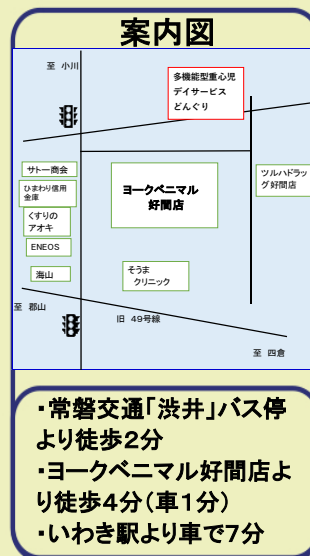 案内図
至 小川
多機能型重心児
デイサービス
どんぐり
サトー商会
ひまわり信用
金庫
くすりの
アオキ
ENEOS
海山
ヨークベニマル
好間店
ツルハドラッ
グ好間店
そうま
クリニック
至 郡山
旧 49号線
至 四倉
・常磐交通「渋井」バス停
より徒歩2分
・ヨークベニマル好間店よ
り徒歩4分(車1分)
・いわき駅より車で7分